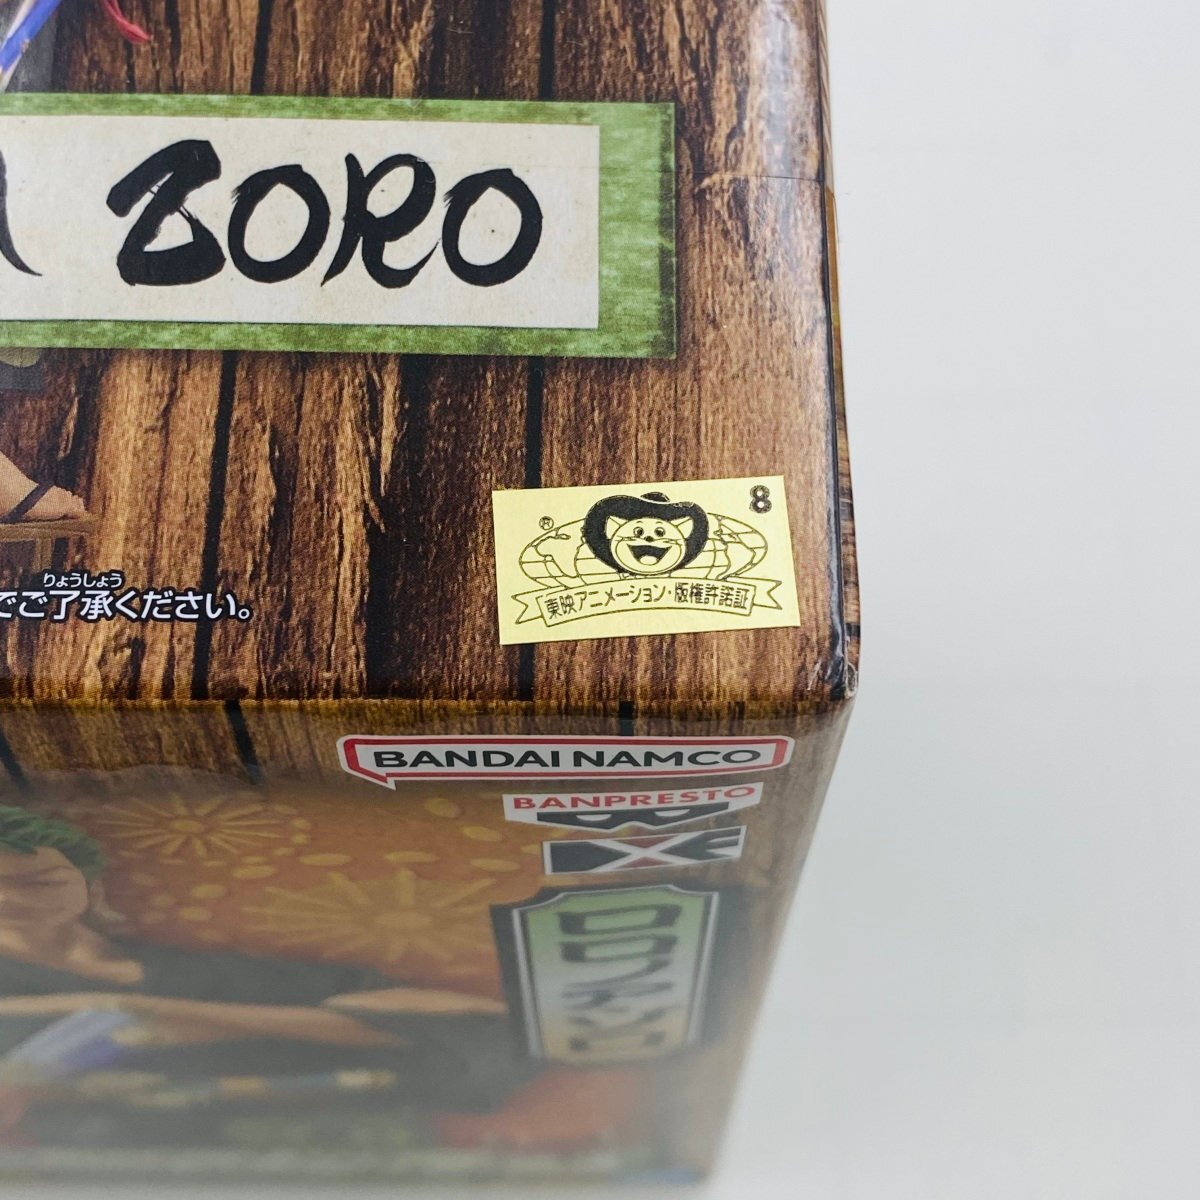 ZORO
8
®
東映アニメーション・版権許諾証
りょうしょう
でご了承ください。
BANDAI NAMCO
BANPRESTO